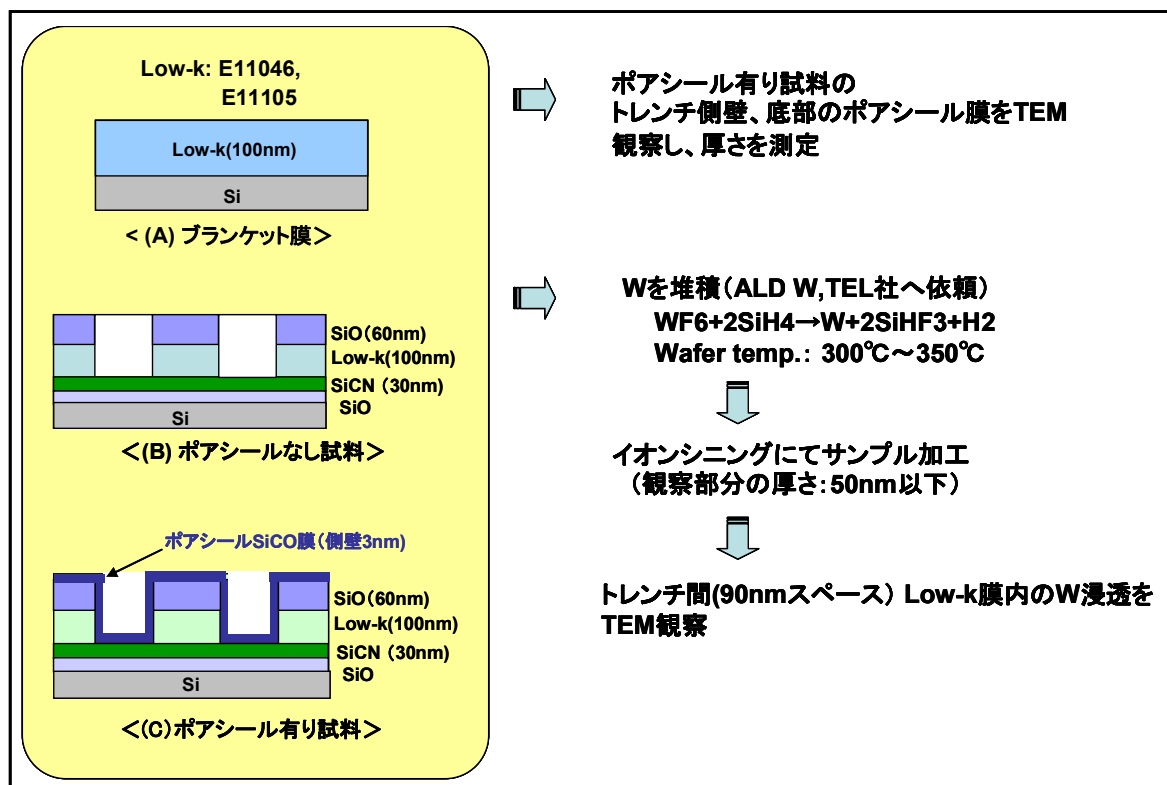 Low-k: E11046,
E11105
Low-k(100nm)
Si
< (A) ブランケット膜>
SiO(60nm)
Low-k(100nm)
SiCN (30nm)
SiO
Si
<(B) ポアシールなし試料>
ポアシールSiCO膜(側壁3nm)
SiO(60nm)
Low-k(100nm)
SiCN (30nm)
SiO
Si
<(C)ポアシール有り試料>
ポアシール有り試料の
トレンチ側壁、底部のポアシール膜をTEM
観察し、厚さを測定
Wを堆積(ALD W,TEL社へ依頼)
WF6+2SiH4→W+2SiHF3+H2
Wafer temp.: 300℃~350℃
イオンシニングにてサンプル加工
(観察部分の厚さ:50nm以下)
トレンチ間(90nmスペース) Low-k膜内のW浸透を
TEM観察